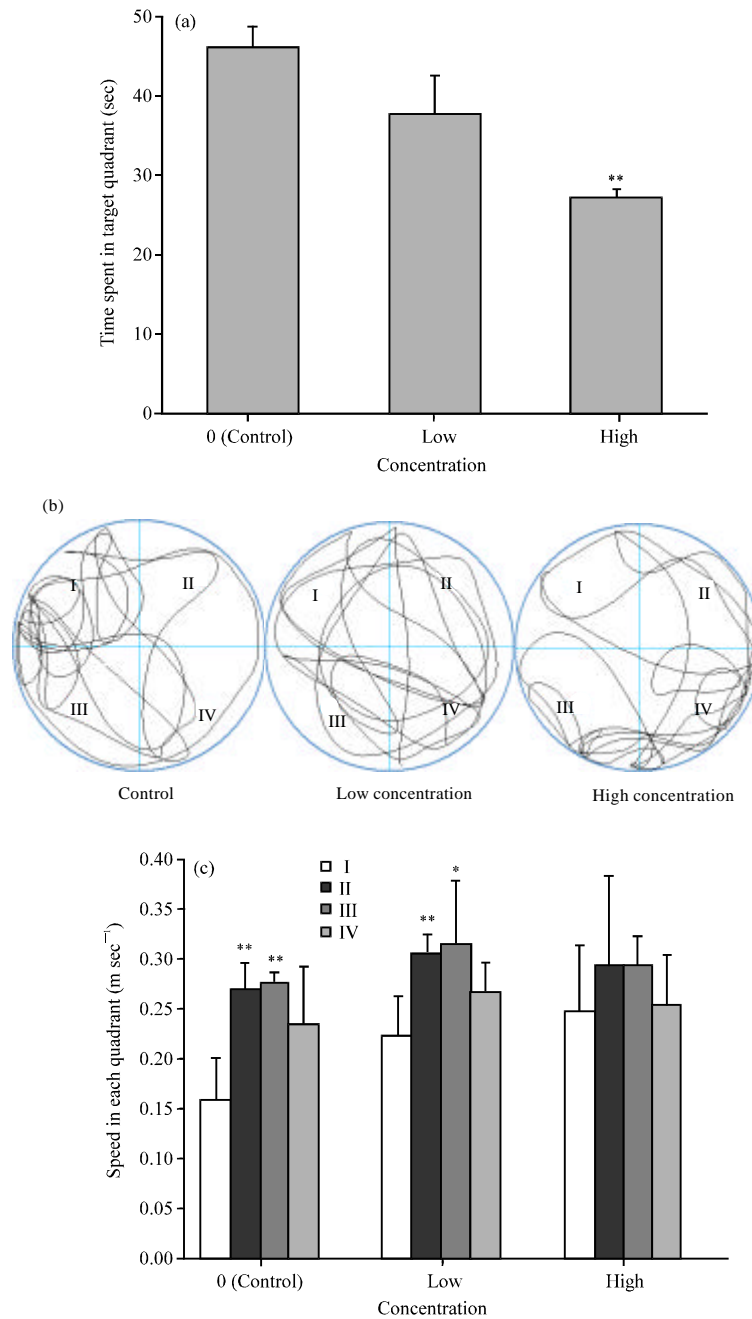 (a)
Time spent in target quadrant (sec)
50
40
30
20
10
0
**
0 (Control) Low High
Concentration
(b)
I II III IV
I II III IV
I II III IV
Control Low concentration High concentration
(c)
Speed in each quadrant (m sec⁻¹)
0.40
0.35
0.30
0.25
0.20
0.15
0.10
0.05
0.00
I
II
III
IV
** **
** *
0 (Control) Low High
Concentration